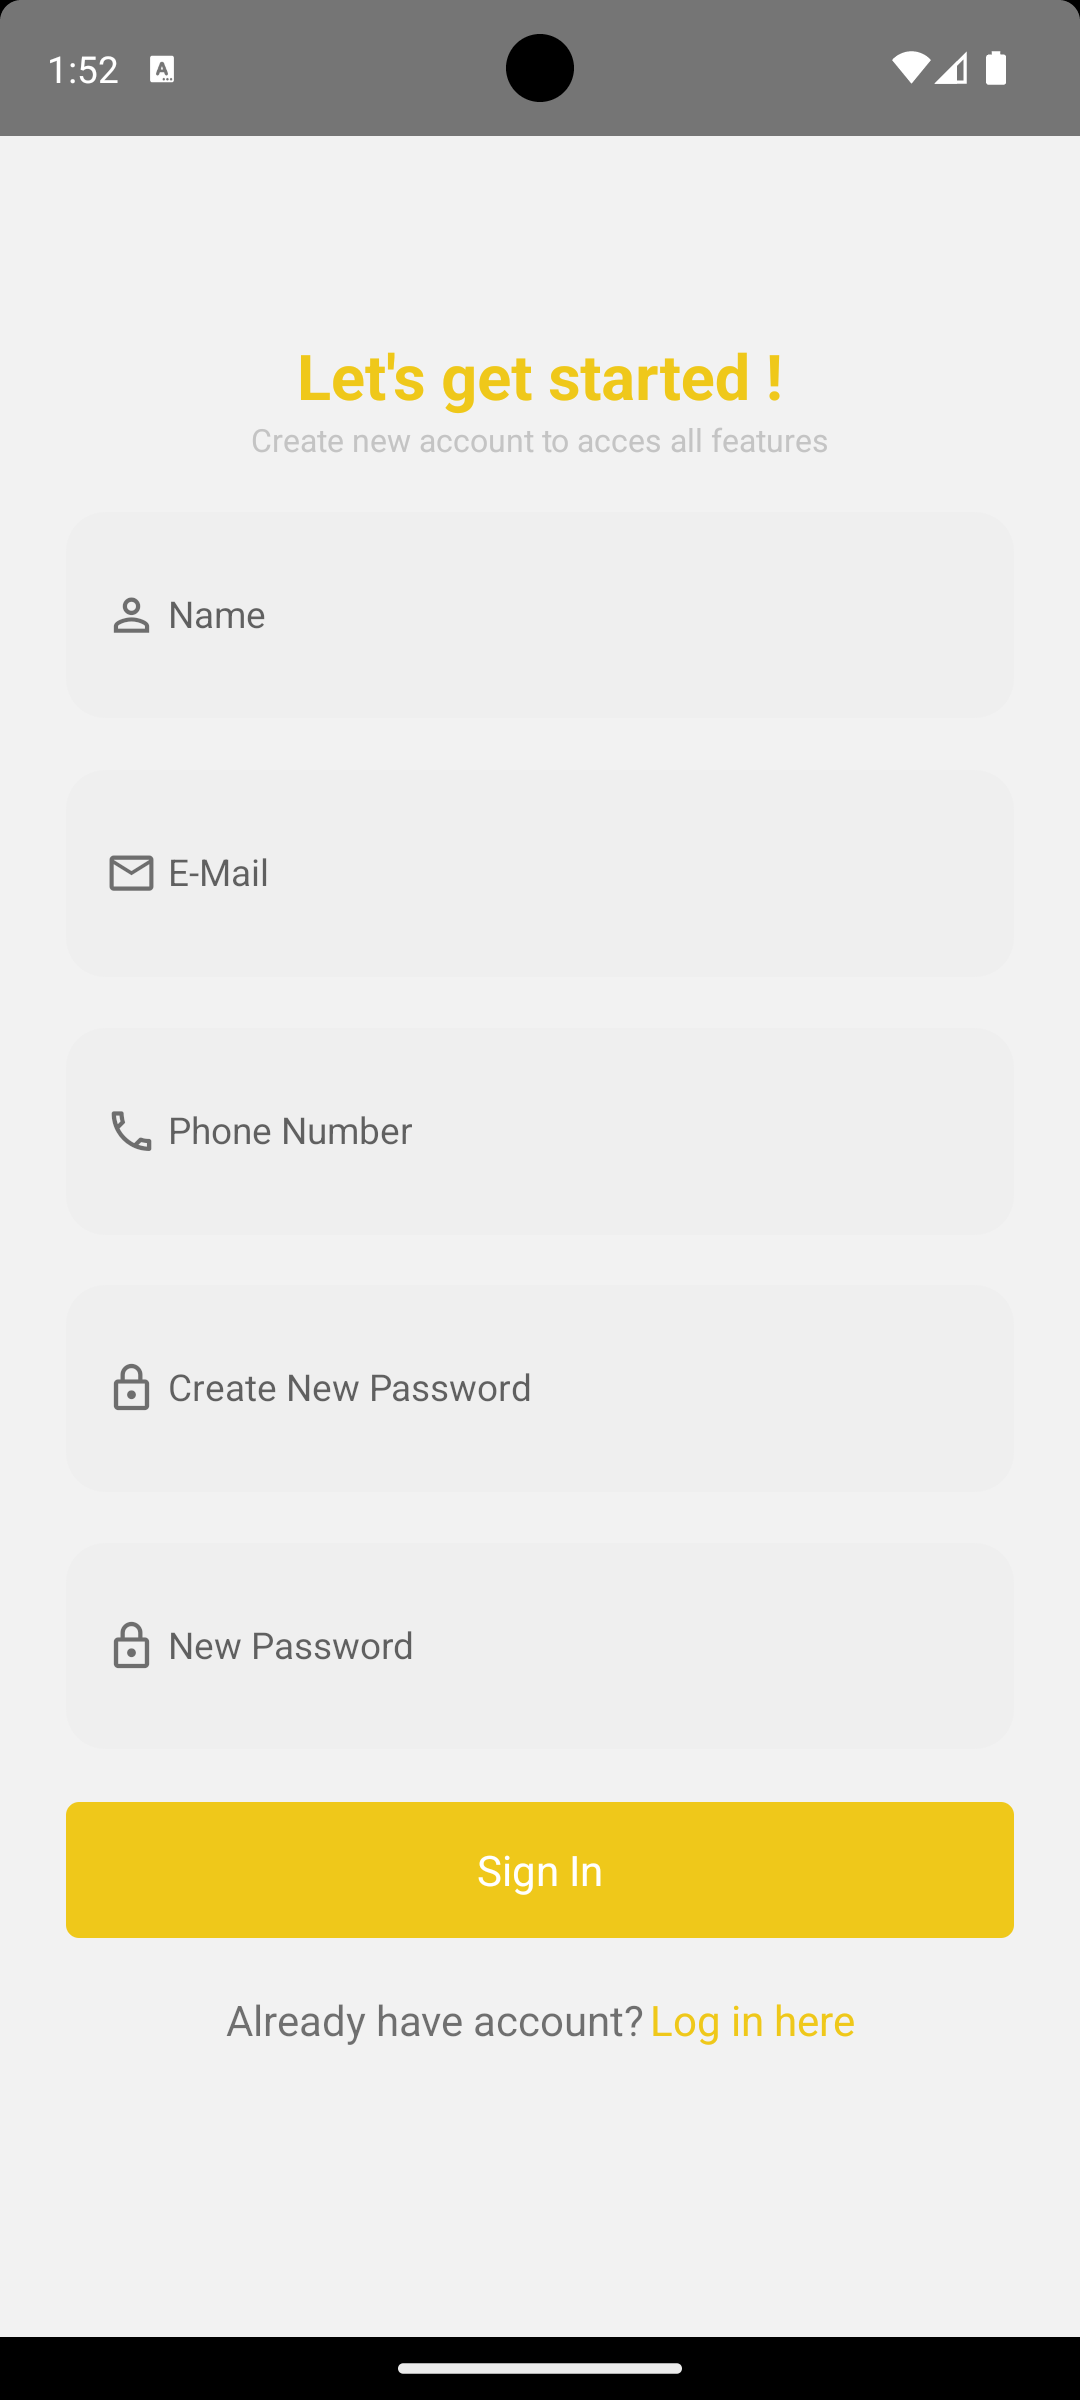 1:52
Let's get started !
Create new account to acces all features
Name
E-Mail
Phone Number
Create New Password
New Password
Sign In
Already have account? Log in here